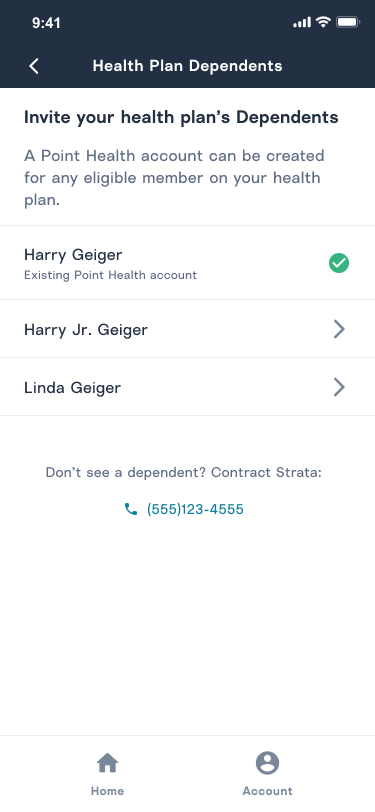 9:41
Health Plan Dependents
Invite your health plan’s Dependents
A Point Health account can be created
for any eligible member on your health
plan.
Harry Geiger
Existing Point Health account
Harry Jr. Geiger
Linda Geiger
Don’t see a dependent? Contract Strata:
(555)123-4555
Home
Account